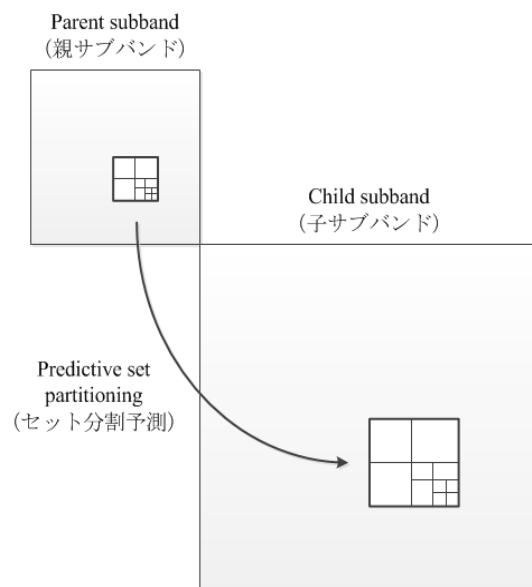 Parent subband
（親サブバンド）
Child subband
（子サブバンド）
Predictive set
partitioning
（セット分割予測）